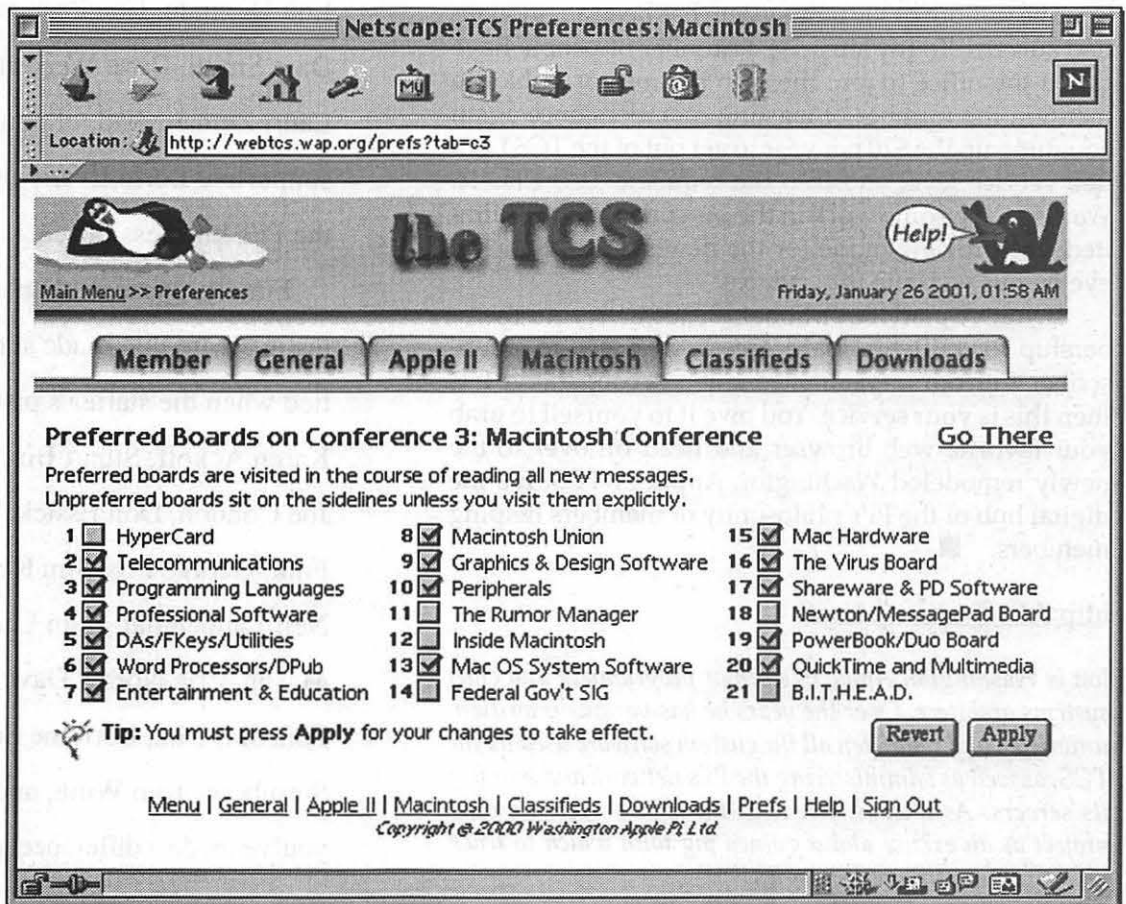 Netscape: TCS Preferences: Macintosh
MY
N
Location: http://webtcs.wap.org/prefs?tab=c3
the TCS
Help!
Main Menu >> Preferences
Friday, January 26 2001, 01:58 AM
Member General Apple II Macintosh Classifieds Downloads
Preferred Boards on Conference 3: Macintosh Conference
Go There
Preferred boards are visited in the course of reading all new messages.
Unpreferred boards sit on the sidelines unless you visit them explicitly.
1 HyperCard
2 Telecommunications
3 Programming Languages
4 Professional Software
5 DAs/FKeys/Utilities
6 Word Processors/DPub
7 Entertainment & Education
8 Macintosh Union
9 Graphics & Design Software
10 Peripherals
11 The Rumor Manager
12 Inside Macintosh
13 Mac OS System Software
14 Federal Gov't SIG
15 Mac Hardware
16 The Virus Board
17 Shareware & PD Software
18 Newton/MessagePad Board
19 PowerBook/Duo Board
20 QuickTime and Multimedia
21 B.I.T.H.E.A.D.
Tip: You must press Apply for your changes to take effect.
Revert Apply
Menu | General | Apple II | Macintosh | Classifieds | Downloads | Prefs | Help | Sign Out
Copyright © 2000 Washington Apple Pi, Ltd.